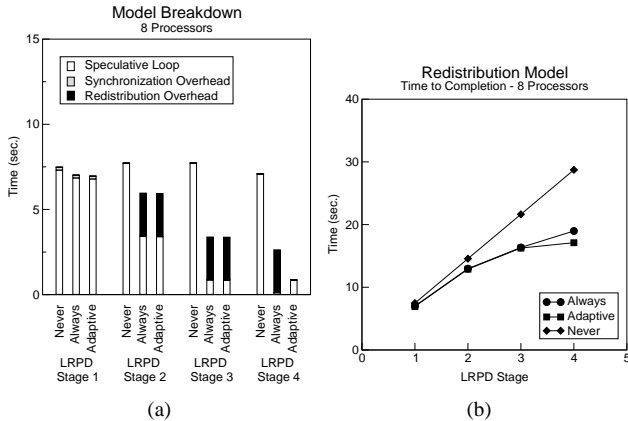 Model Breakdown
8 Processors
15
10
5
0
Time (sec.)
Speculative Loop
Synchronization Overhead
Redistribution Overhead
Never
Always
Adaptive
Never
Always
Adaptive
Never
Always
Adaptive
Never
Always
Adaptive
LRPD
Stage 1
LRPD
Stage 2
LRPD
Stage 3
LRPD
Stage 4
(a)
Redistribution Model
Time to Completion - 8 Processors
40
30
20
10
0
Time (sec.)
Always
Adaptive
Never
0
1
2
3
4
5
LRPD Stage
(b)